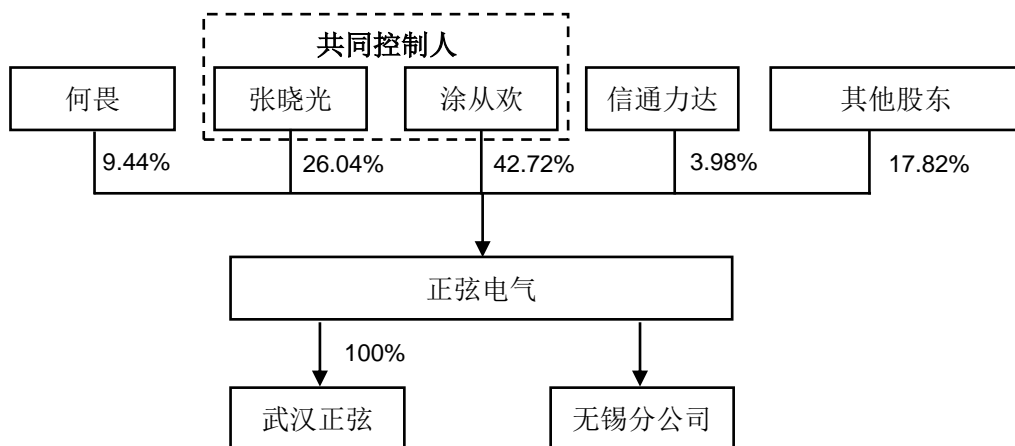 共同控制人
何畏 张晓光 涂从欢 信通力达 其他股东
9.44% 26.04% 42.72% 3.98% 17.82%
正弦电气
100%
武汉正弦 无锡分公司